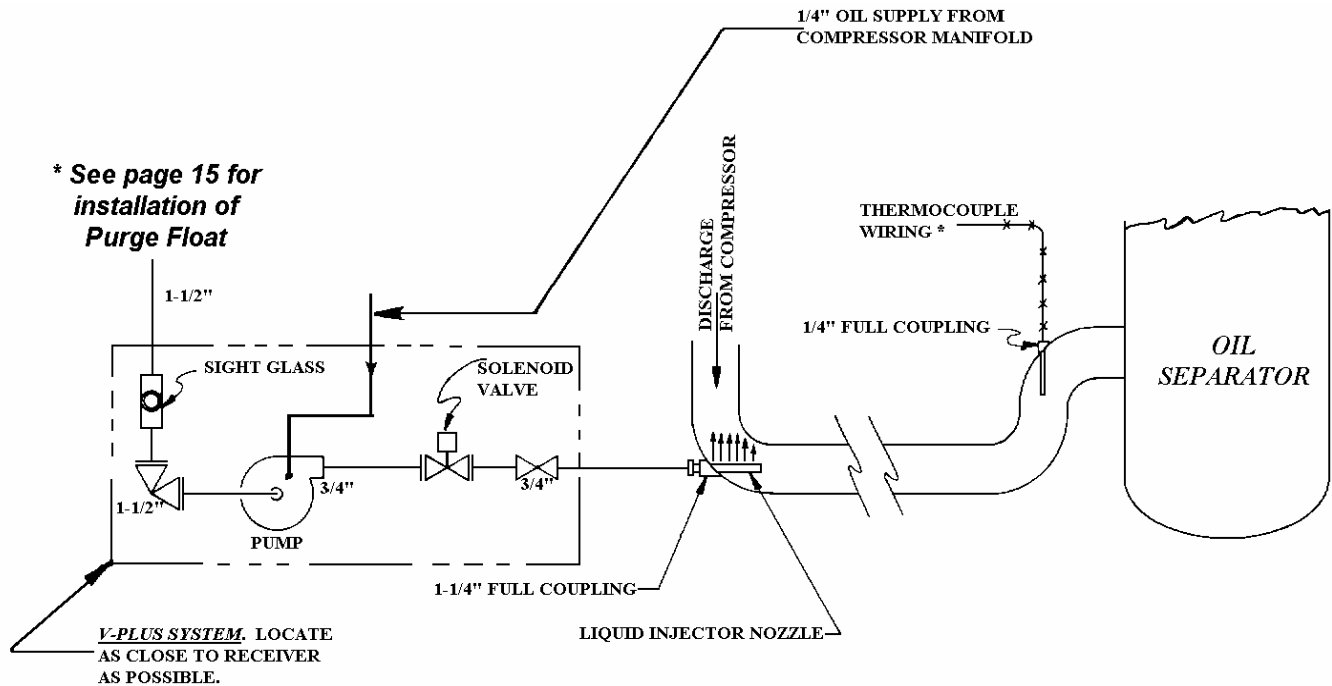 1/4" OIL SUPPLY FROM
COMPRESSOR MANIFOLD
* See page 15 for
installation of
Purge Float
1-1/2"
DISCHARGE
FROM COMPRESSOR
THERMOCOUPLE
WIRING *
1/4" FULL COUPLING
OIL
SEPARATOR
SIGHT GLASS
SOLENOID
VALVE
3/4"
3/4"
1-1/2"
PUMP
1-1/4" FULL COUPLING
LIQUID INJECTOR NOZZLE
V-PLUS SYSTEM. LOCATE
AS CLOSE TO RECEIVER
AS POSSIBLE.